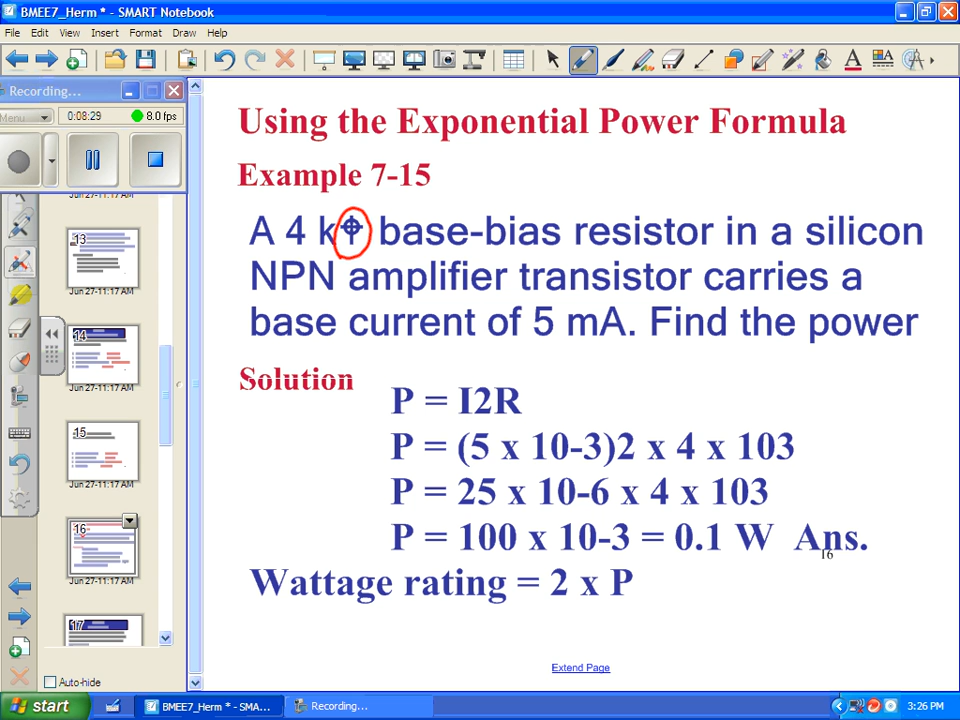 BMEE7_Herm * - SMART Notebook
File Edit View Insert Format Draw Help
Recording...
Menu
0:08:29 8.0 fps
13
Jun 27-11:17 AM
14
Jun 27-11:17 AM
15
Jun 27-11:17 AM
16
Jun 27-11:17 AM
17
Auto-hide
Using the Exponential Power Formula
Example 7-15
A 4 kϕ base-bias resistor in a silicon
NPN amplifier transistor carries a
base current of 5 mA. Find the power
Solution
P = I2R
P = (5 x 10-3)2 x 4 x 103
P = 25 x 10-6 x 4 x 103
P = 100 x 10-3 = 0.1 W Ans.
16
Wattage rating = 2 x P
Extend Page
start
BMEE7_Herm * - SMA...
Recording...
3:26 PM